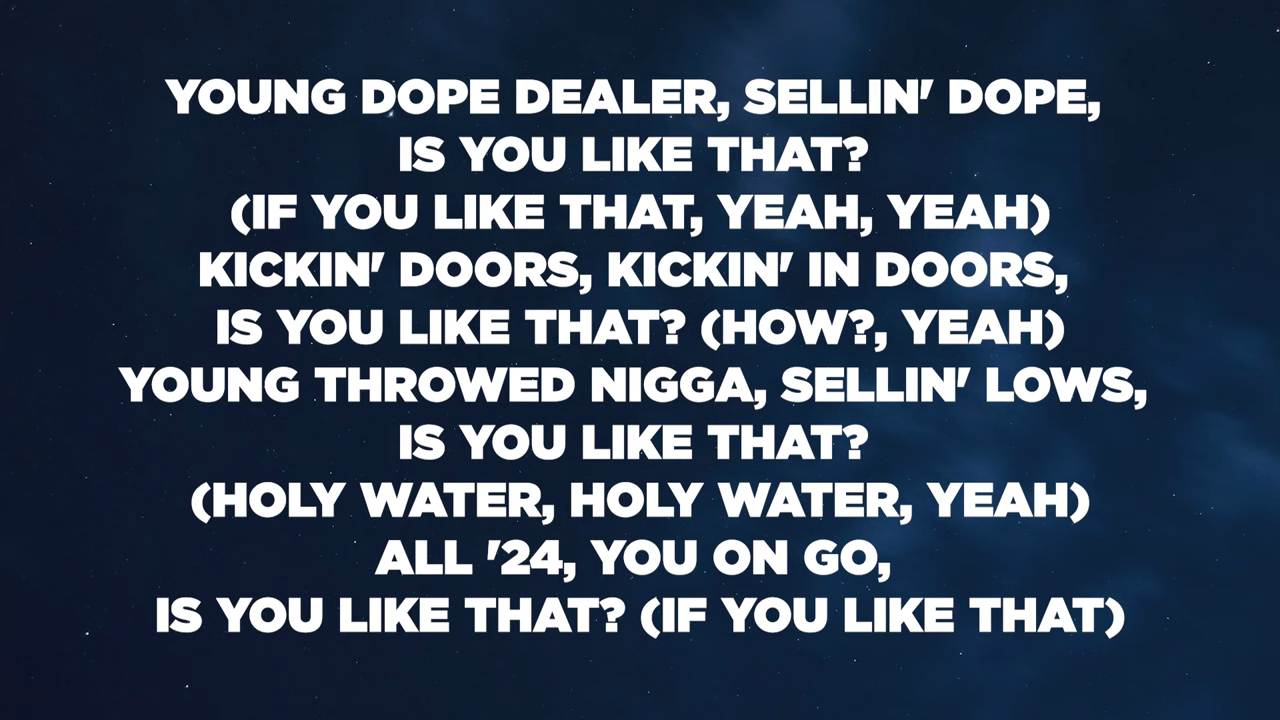 YOUNG DOPE DEALER, SELLIN' DOPE,
IS YOU LIKE THAT?
(IF YOU LIKE THAT, YEAH, YEAH)
KICKIN' DOORS, KICKIN' IN DOORS,
IS YOU LIKE THAT? (HOW?, YEAH)
YOUNG THROWED NIGGA, SELLIN' LOWS,
IS YOU LIKE THAT?
(HOLY WATER, HOLY WATER, YEAH)
ALL '24, YOU ON GO,
IS YOU LIKE THAT? (IF YOU LIKE THAT)